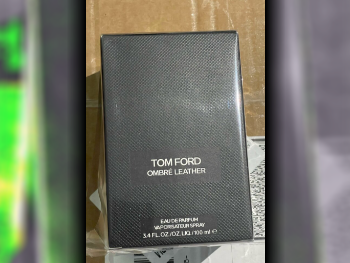 TOM FORD
OMBRÉ LEATHER
EAU DE PARFUM
VAPORISATEUR SPRAY
3.4 FL.OZ./OZ.LIQ./100 ml ℮